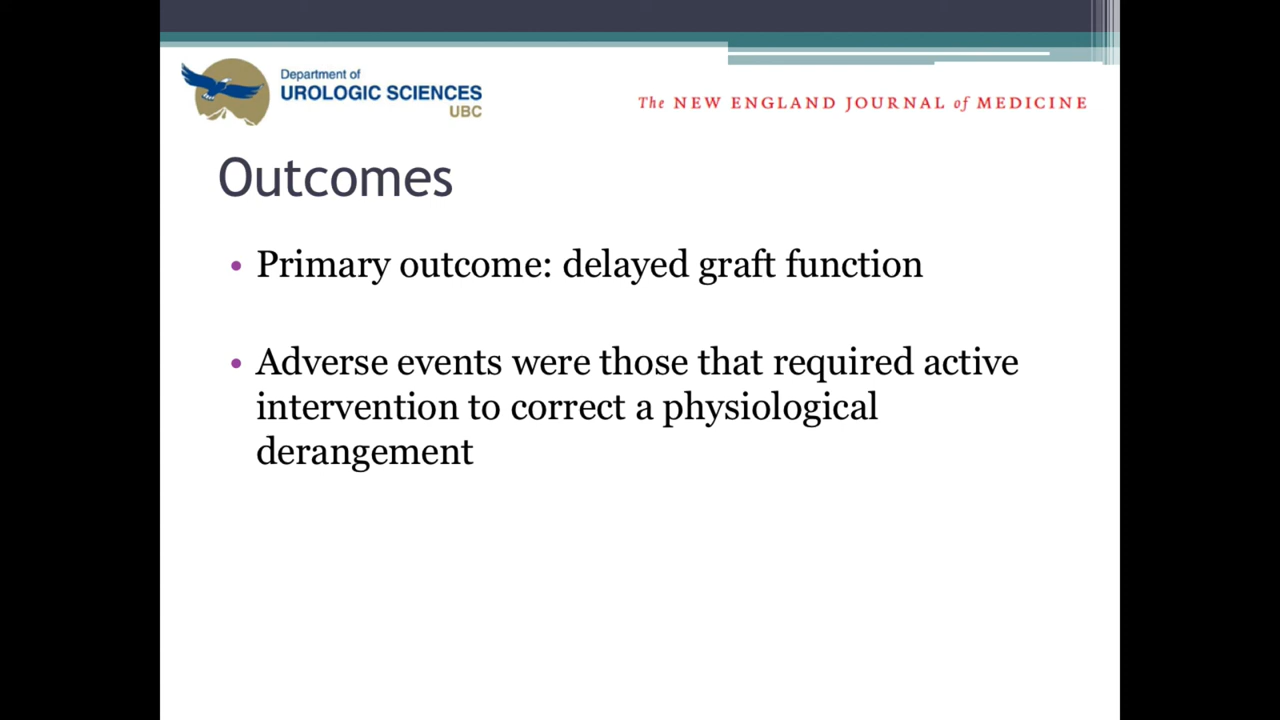 Department of
UROLOGIC SCIENCES
UBC
The NEW ENGLAND JOURNAL of MEDICINE
Outcomes
• Primary outcome: delayed graft function
• Adverse events were those that required active
intervention to correct a physiological
derangement